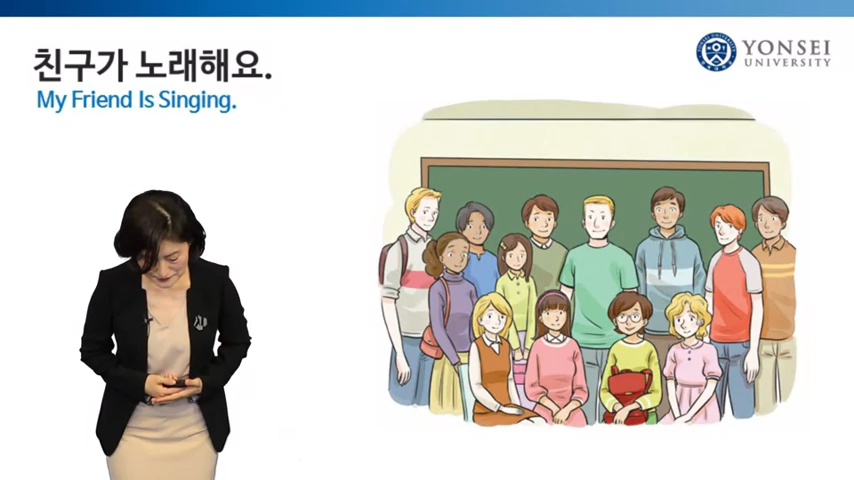 친구가 노래해요.
My Friend Is Singing.
YONSEI
UNIVERSITY